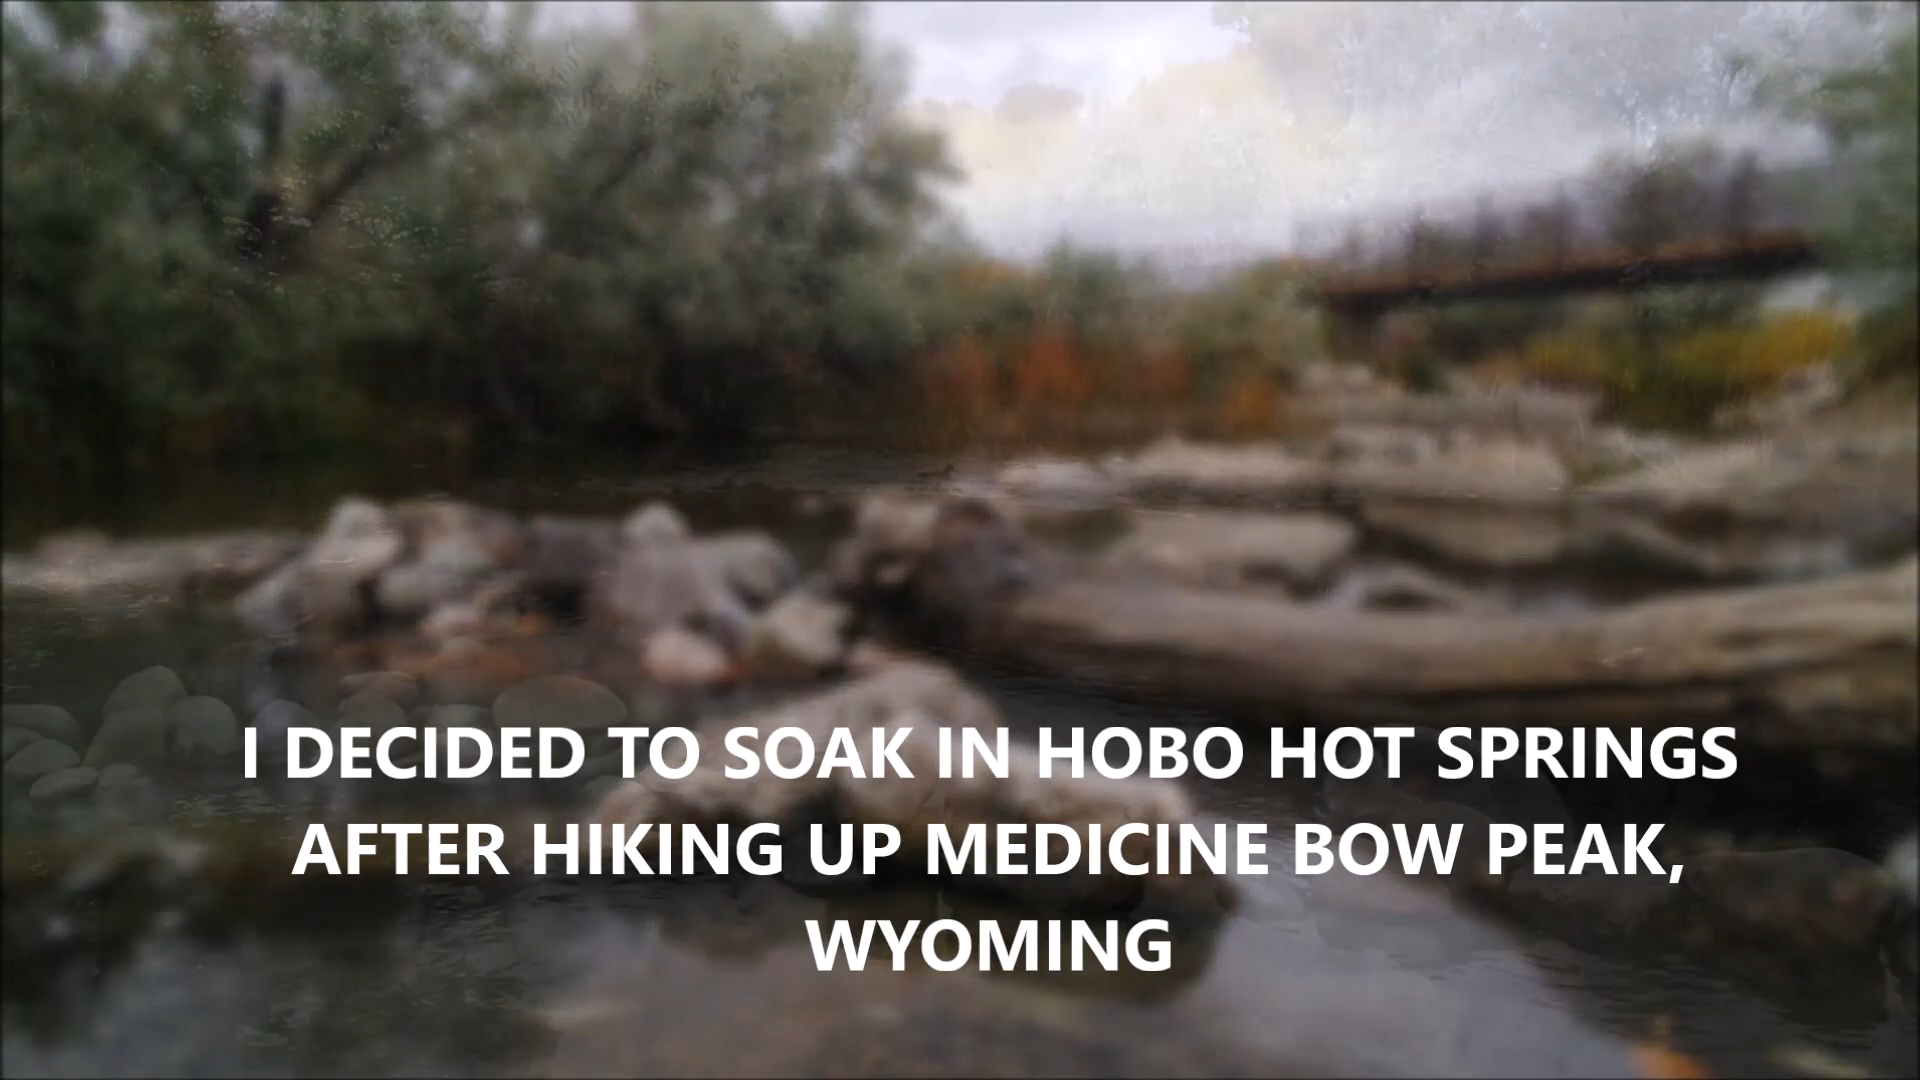 I DECIDED TO SOAK IN HOBO HOT SPRINGS
AFTER HIKING UP MEDICINE BOW PEAK,
WYOMING